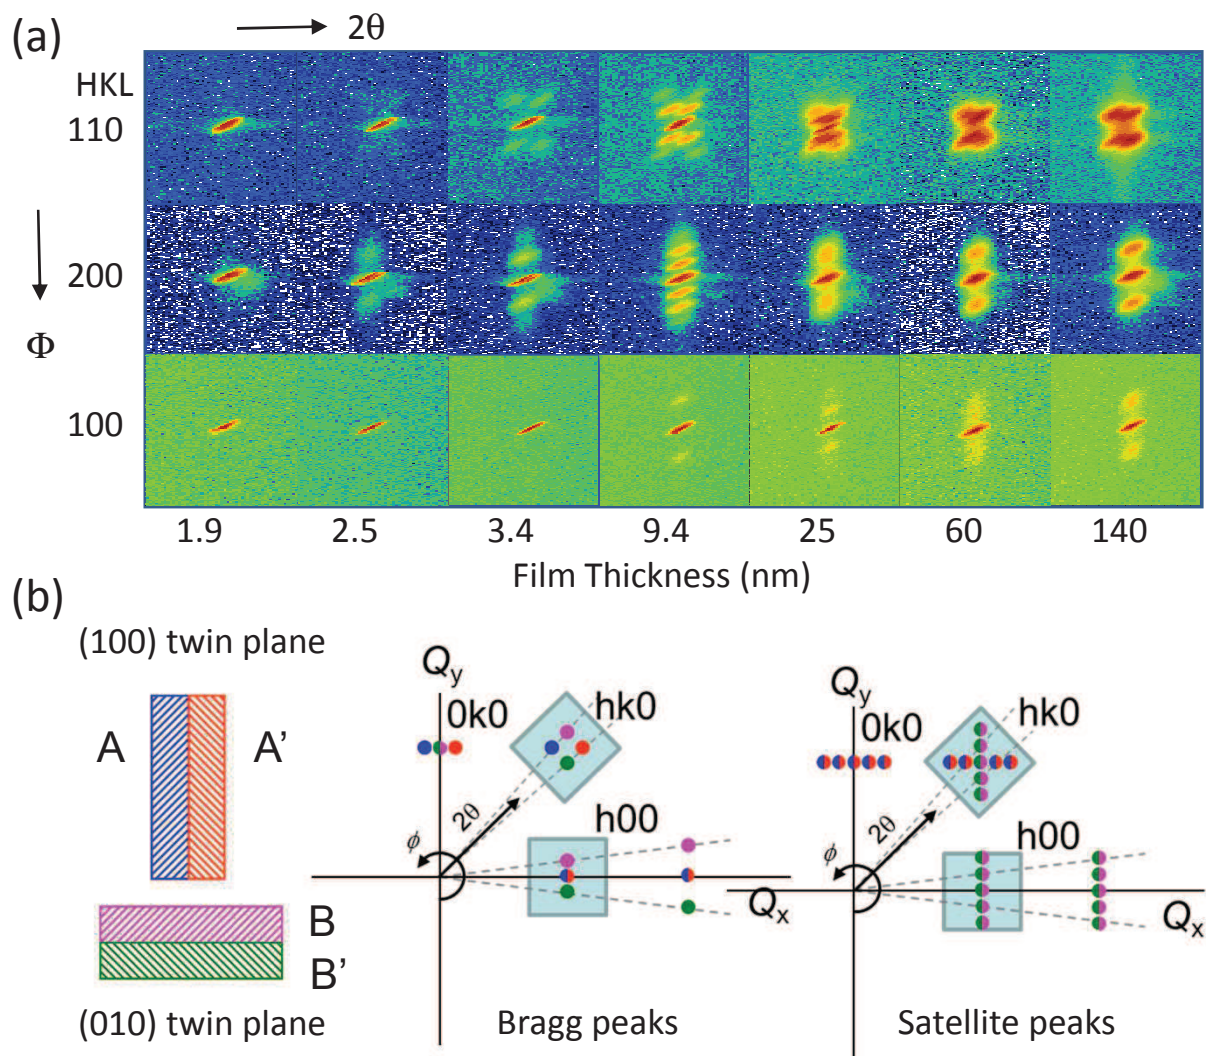 (a)
2θ
HKL
110
200
Φ
100
1.9 2.5 3.4 9.4 25 60 140
Film Thickness (nm)
(b)
(100) twin plane
A A’
B
B’
(010) twin plane
Qy
0k0 hk0
2θ
ϕ
h00
Qx
Bragg peaks
Qy
0k0 hk0
2θ
ϕ
h00
Qx
Satellite peaks